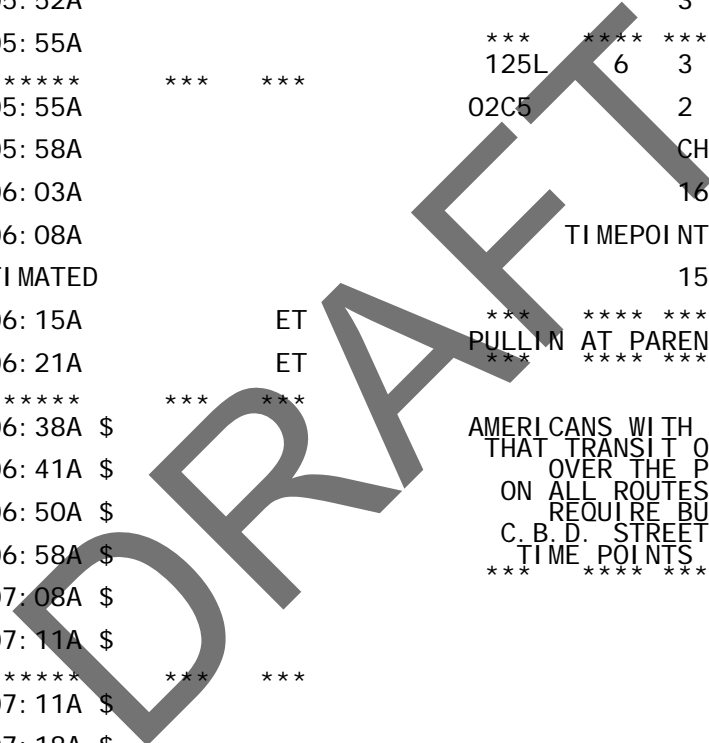 05:52A 3
05:55A
*** **** ***
125L 6 3
***** *** ***
05:55A 02C5 2
05:58A CH
06:03A 16
06:08A TIMEPOINT
TIMATED 15
06:15A ET
*** **** ***
PULLIN AT PAREN
06:21A ET
*** **** ***
***** *** ***
06:38A $
AMERICANS WITH
THAT TRANSIT O
06:41A $
OVER THE P
ON ALL ROUTES
06:50A $
REQUIRE BU
C.B.D. STREET
06:58A $
TIME POINTS
*** **** ***
07:08A $
07:11A $
***** *** ***
07:11A $
07:18A $
DRAFT